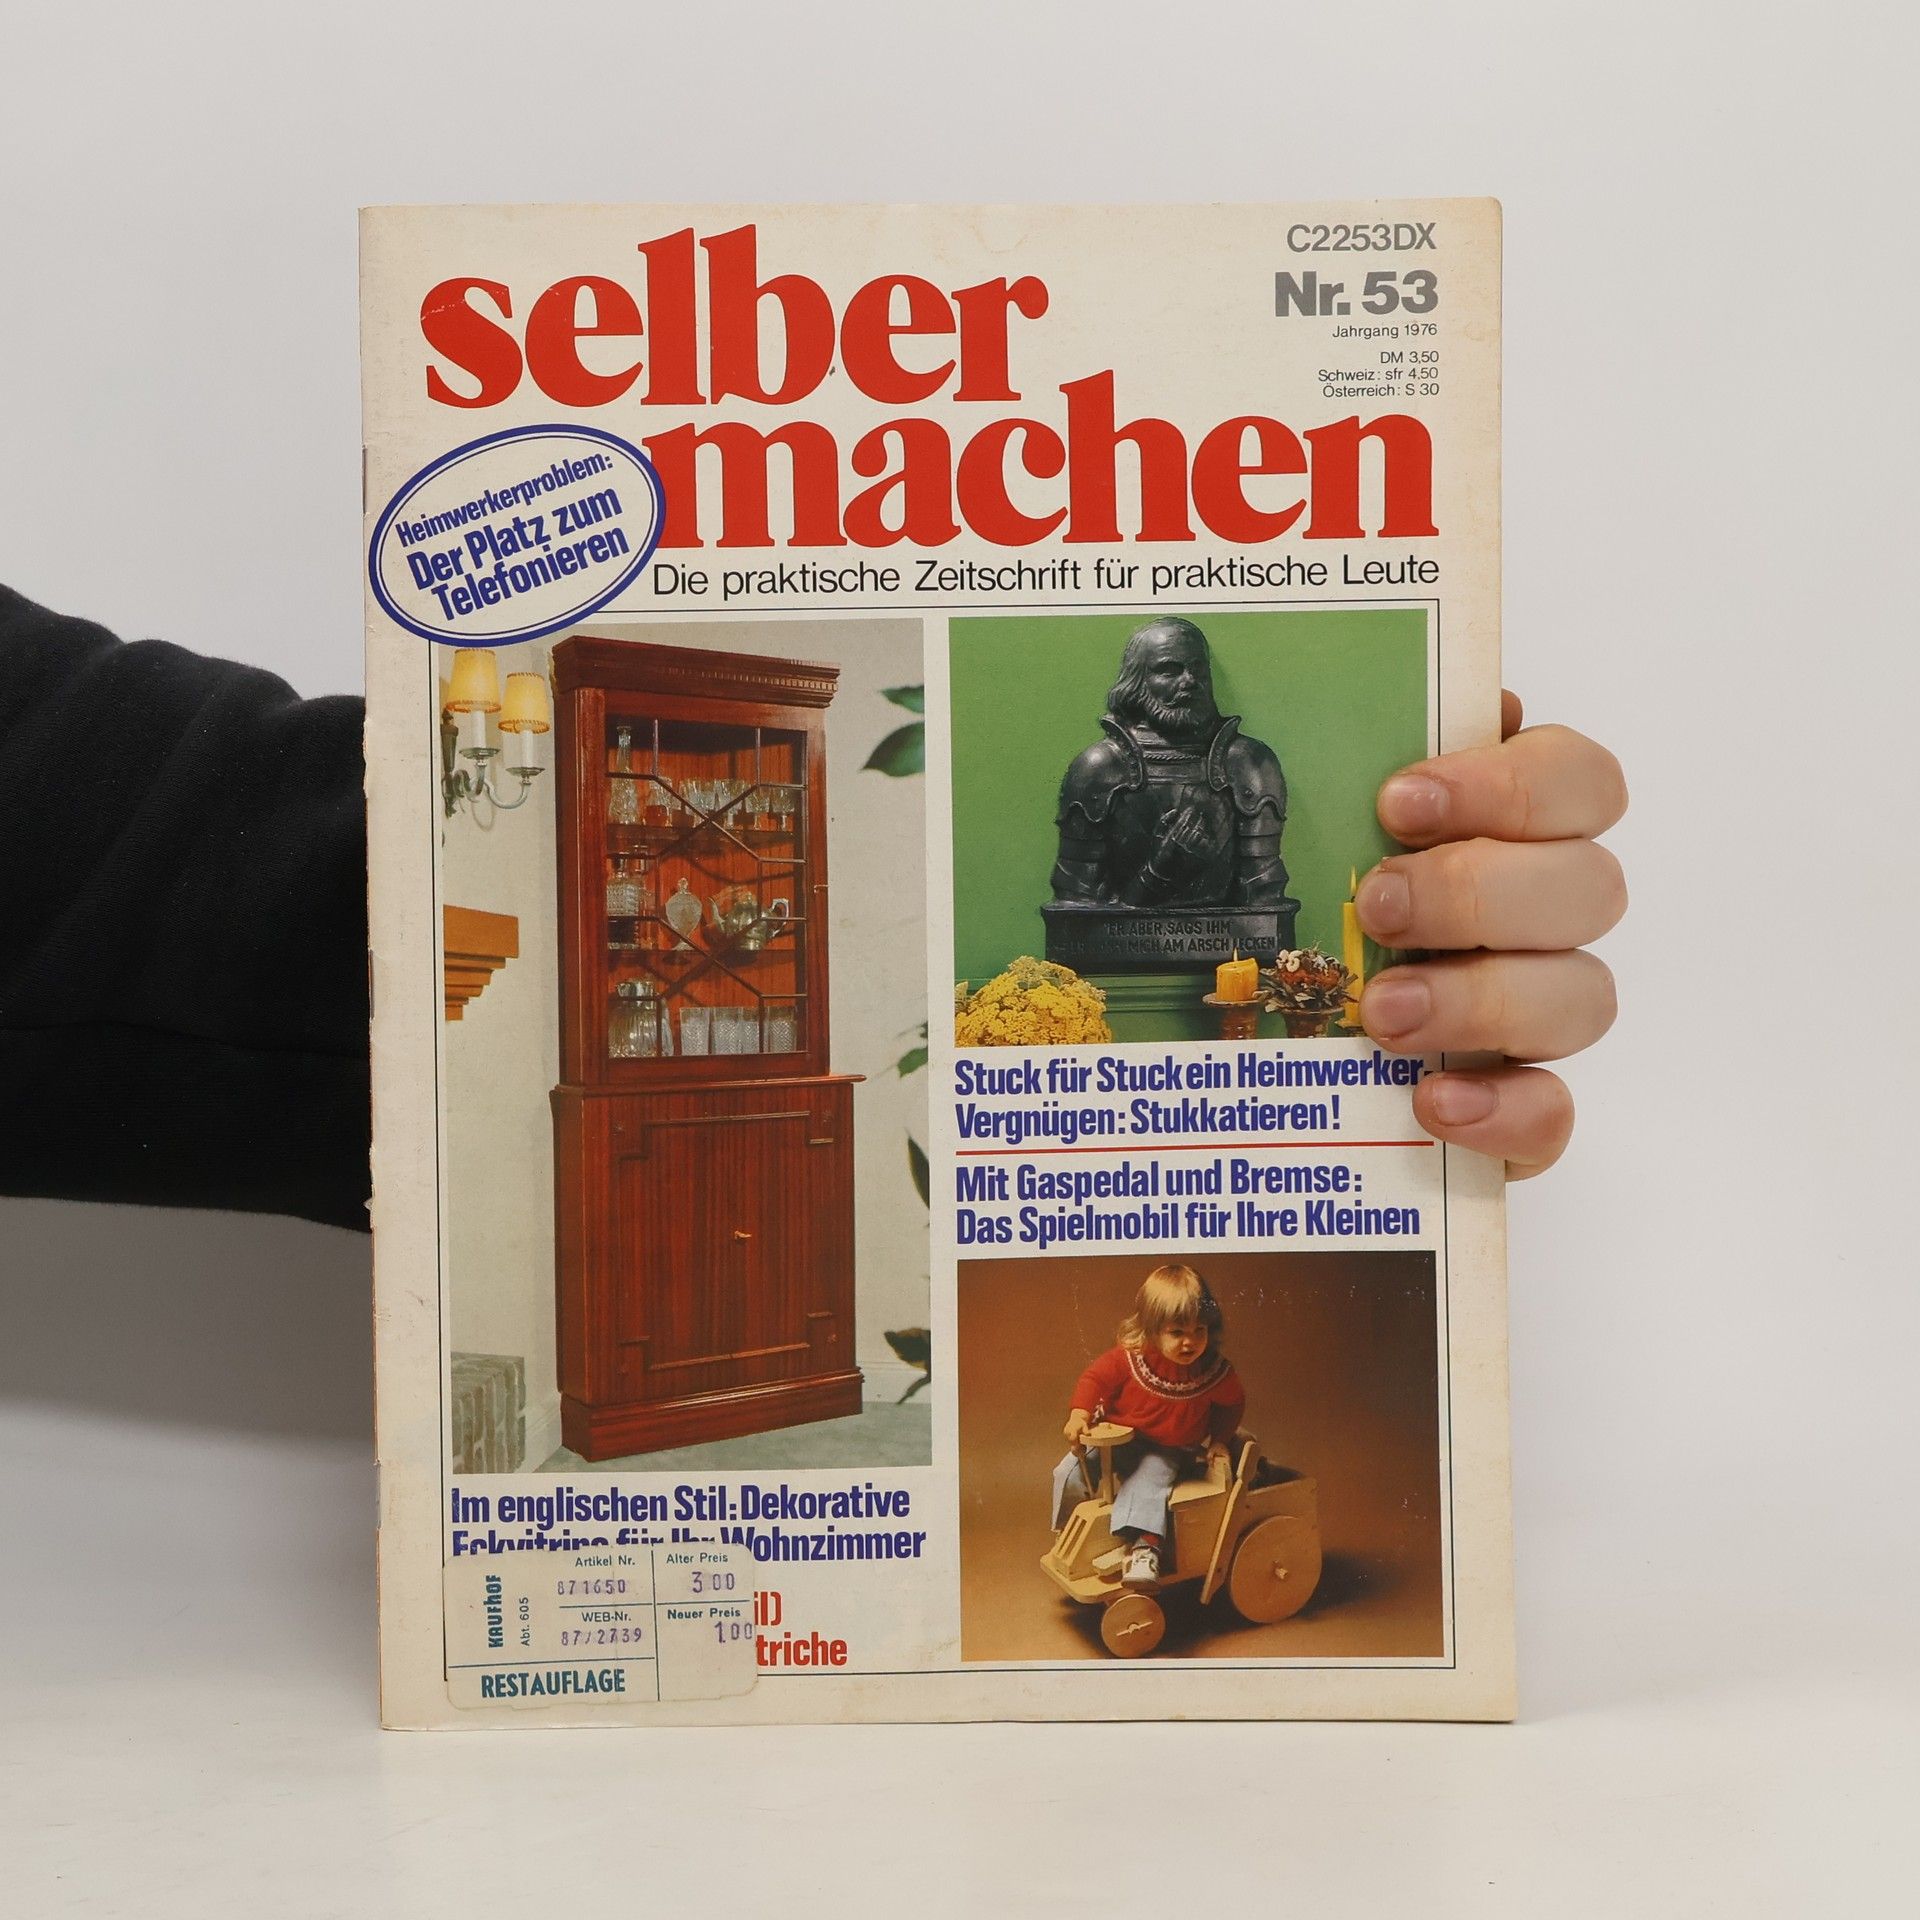 C2253DX
Nr. 53
Jahrgang 1976
DM 3,50
Schweiz: sfr 4,50
Österreich: S 30
selber
machen
Die praktische Zeitschrift für praktische Leute
Heimwerkerproblem:
Der Platz zum
Telefonieren
ER ABER, SAGS IHM
MICH AM ARSCH LECKEN
Stuck für Stuck ein Heimwerker-
Vergnügen: Stukkatieren!
Mit Gaspedal und Bremse:
Das Spielmobil für Ihre Kleinen
Im englischen Stil: Dekorative
Eckvitrine für Ihr Wohnzimmer
il)
triche
KAUFHOF
Abt. 605
Artikel Nr.
871650
WEB-Nr.
87/2739
Alter Preis
3 00
Neuer Preis
1 00
RESTAUFLAGE